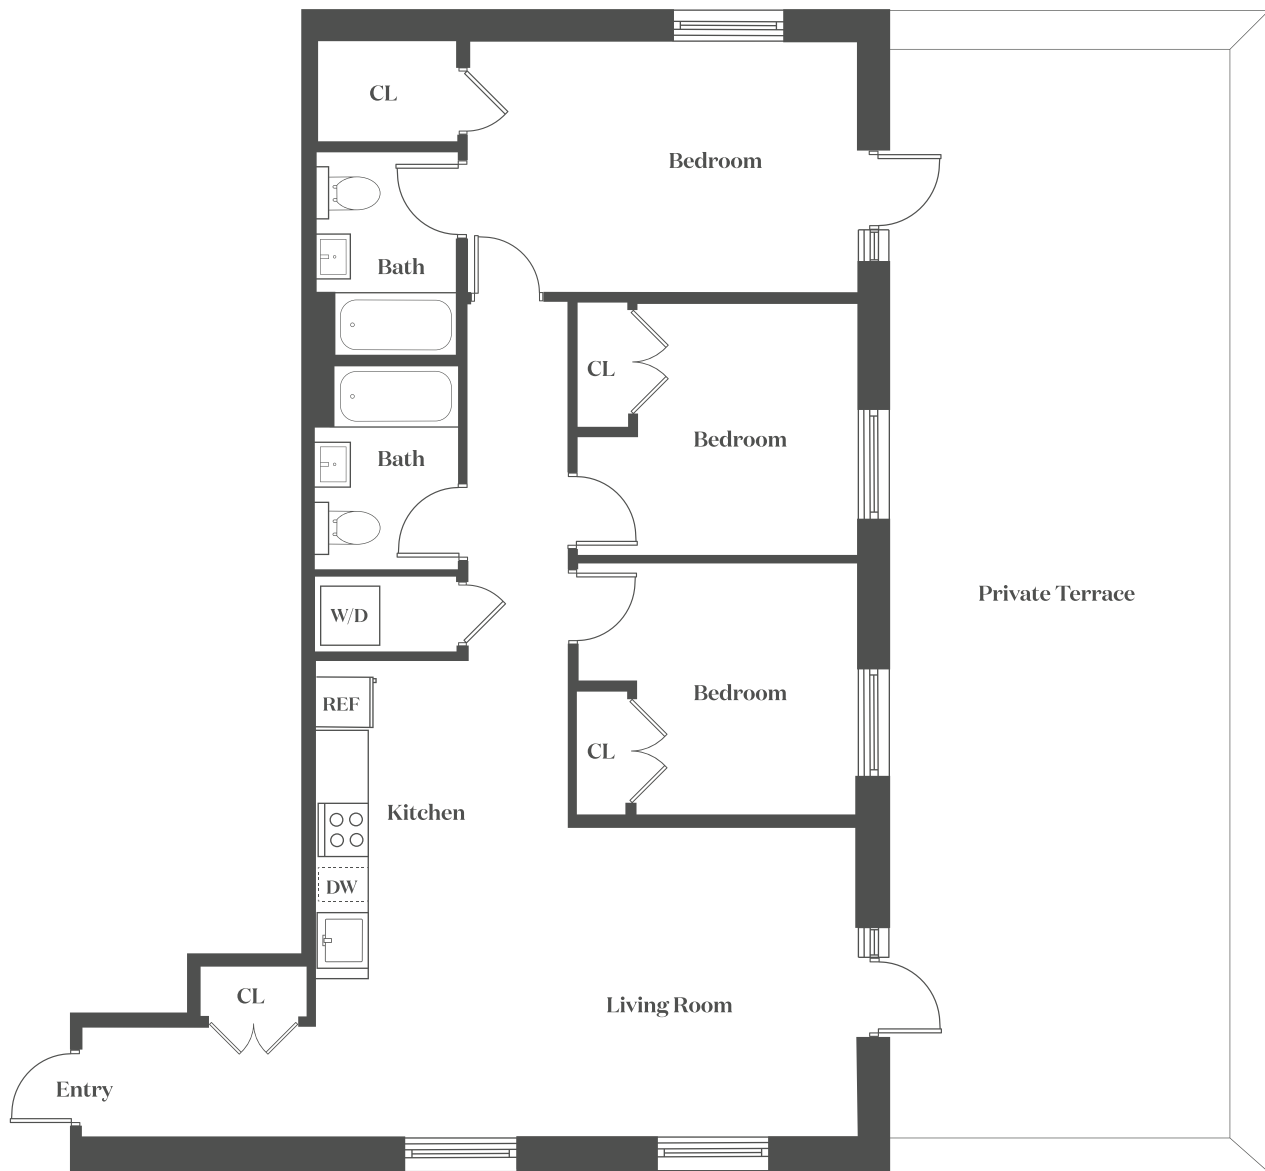 CL
Bedroom
Bath
CL
Bedroom
Bath
Private Terrace
W/D
Bedroom
REF
CL
Kitchen
DW
CL
Living Room
Entry